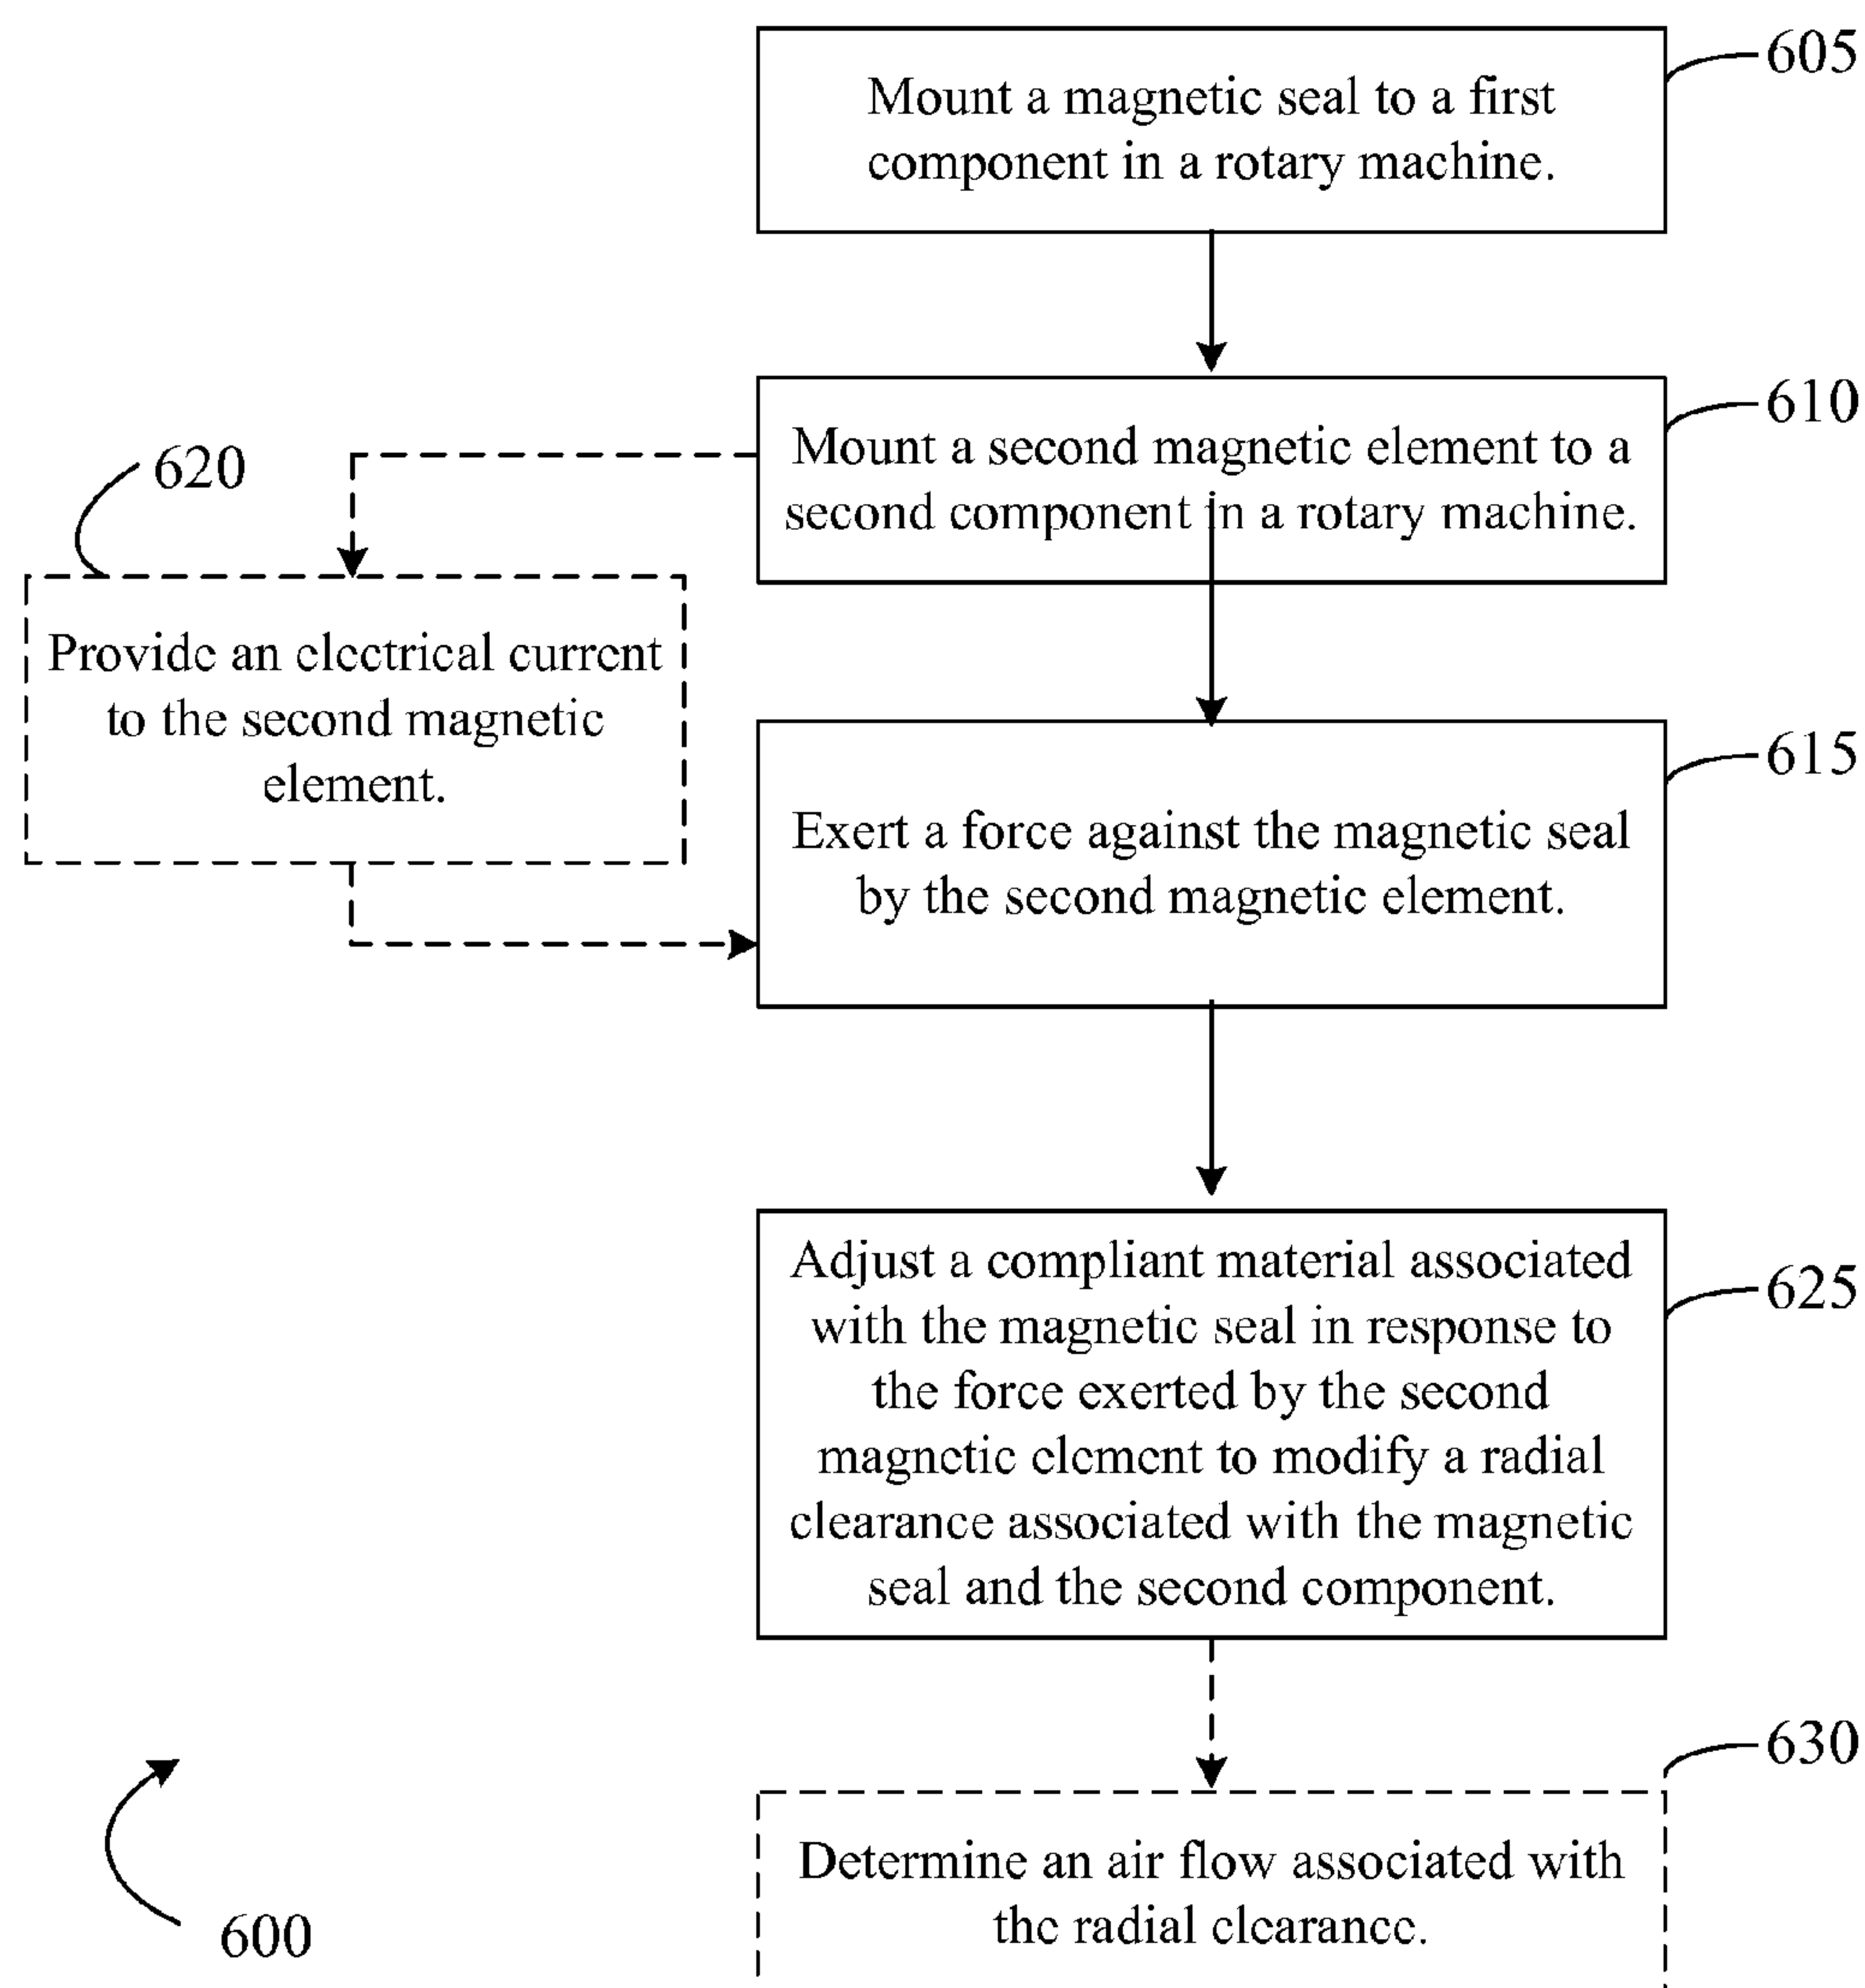 605
Mount a magnetic seal to a first
component in a rotary machine.
610
Mount a second magnetic element to a
second component in a rotary machine.
620
Provide an electrical current
to the second magnetic
element.
615
Exert a force against the magnetic seal
by the second magnetic element.
625
Adjust a compliant material associated
with the magnetic seal in response to
the force exerted by the second
magnetic element to modify a radial
clearance associated with the magnetic
seal and the second component.
630
Determine an air flow associated with
the radial clearance.
600